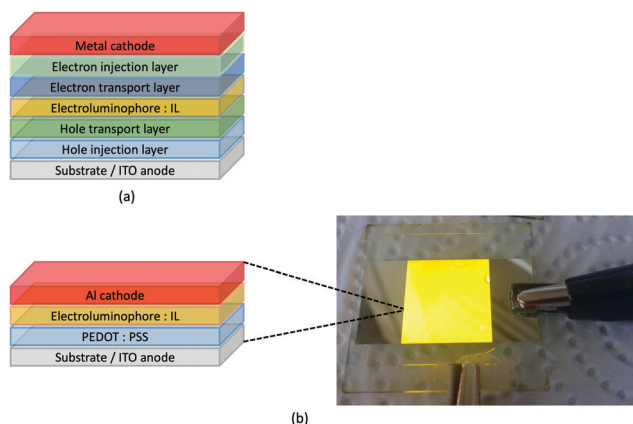 Metal cathode
Electron injection layer
Electron transport layer
Electroluminophore : IL
Hole transport layer
Hole injection layer
Substrate / ITO anode
(a)
Al cathode
Electroluminophore : IL
PEDOT : PSS
Substrate / ITO anode
(b)